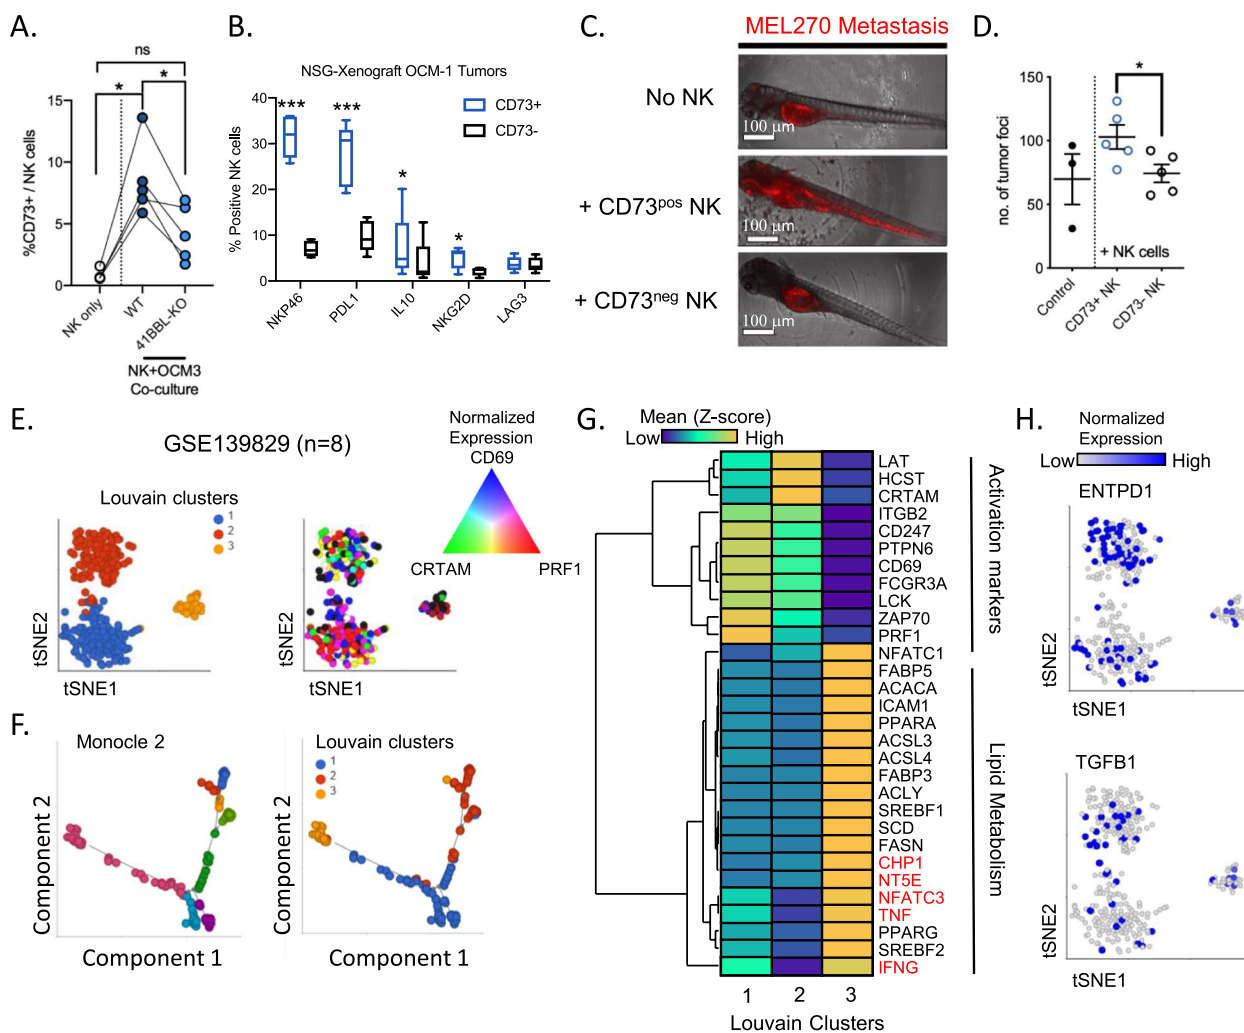 A.
ns
*
*
15
10
5
0
%CD73+ / NK cells
NK only
WT
41BBL-KO
NK+OCM3
Co-culture
B.
NSG-Xenograft OCM-1 Tumors
40
30
20
10
0
% Positive NK cells
***
***
*
*
CD73+
CD73-
NKP46
PDL1
IL10
NKG2D
LAG3
C.
MEL270 Metastasis
No NK
+ CD73pos NK
+ CD73neg NK
100 µm
100 µm
100 µm
D.
*
150
100
50
0
no. of tumor foci
+ NK cells
Control
CD73+ NK
CD73- NK
E.
GSE139829 (n=8)
Normalized
Expression
CD69
CRTAM
PRF1
Louvain clusters
1
2
3
tSNE2
tSNE1
tSNE2
tSNE1
F.
Monocle 2
Component 2
Component 1
Louvain clusters
1
2
3
Component 2
Component 1
G.
Mean (Z-score)
Low
High
LAT
HCST
CRTAM
ITGB2
CD247
PTPN6
CD69
FCGR3A
LCK
ZAP70
PRF1
NFATC1
FABP5
ACACA
ICAM1
PPARA
ACSL3
ACSL4
FABP3
ACLY
SREBF1
SCD
FASN
CHP1
NT5E
NFATC3
TNF
PPARG
SREBF2
IFNG
Activation markers
Lipid Metabolism
1 2 3
Louvain Clusters
H.
Normalized
Expression
Low
High
ENTPD1
tSNE2
tSNE1
TGFB1
tSNE2
tSNE1